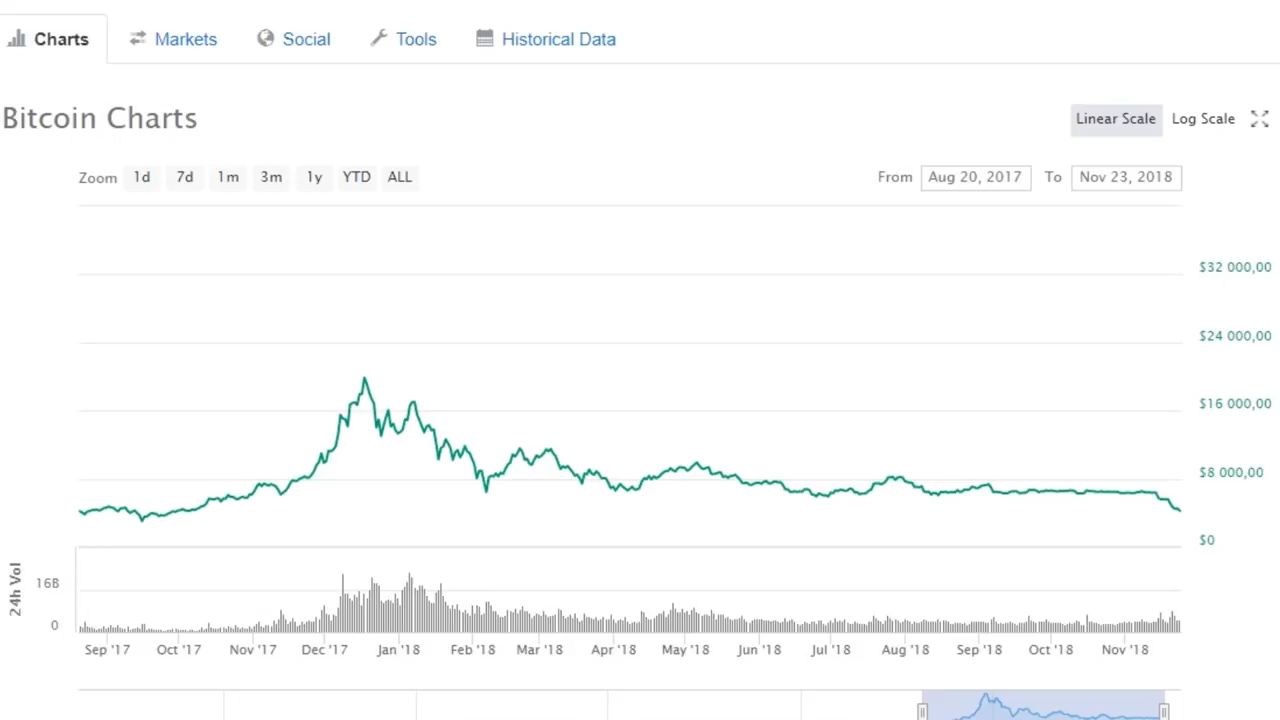 Charts Markets Social Tools Historical Data
Bitcoin Charts
Linear Scale Log Scale
Zoom 1d 7d 1m 3m 1y YTD ALL From Aug 20, 2017 To Nov 23, 2018
$32 000,00
$24 000,00
$16 000,00
$8 000,00
$0
24h Vol
16B
0
Sep '17 Oct '17 Nov '17 Dec '17 Jan '18 Feb '18 Mar '18 Apr '18 May '18 Jun '18 Jul '18 Aug '18 Sep '18 Oct '18 Nov '18